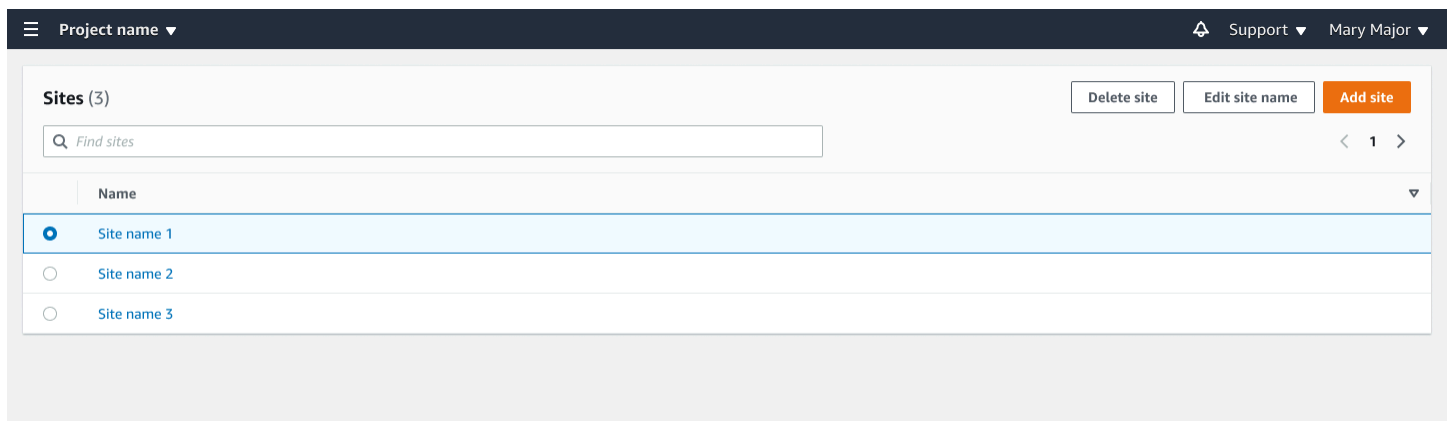 Project name Support Mary Major
Sites (3) Delete site Edit site name Add site
Find sites 1
Name
Site name 1
Site name 2
Site name 3